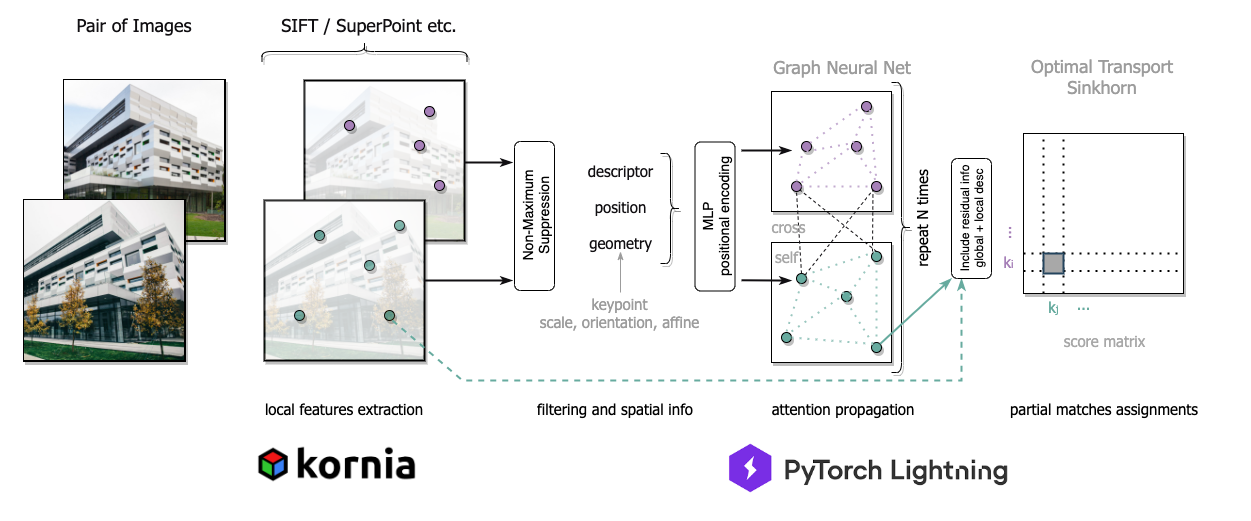 Pair of Images
SIFT / SuperPoint etc.
Graph Neural Net
Optimal Transport
Sinkhorn
Non-Maximum
Suppression
descriptor
position
geometry
keypoint
scale, orientation, affine
MLP
positional encoding
cross
self
repeat N times
Include residual info
global + local desc
...
ki
kj ...
score matrix
local features extraction
filtering and spatial info
attention propagation
partial matches assignments
kornia
PyTorch Lightning